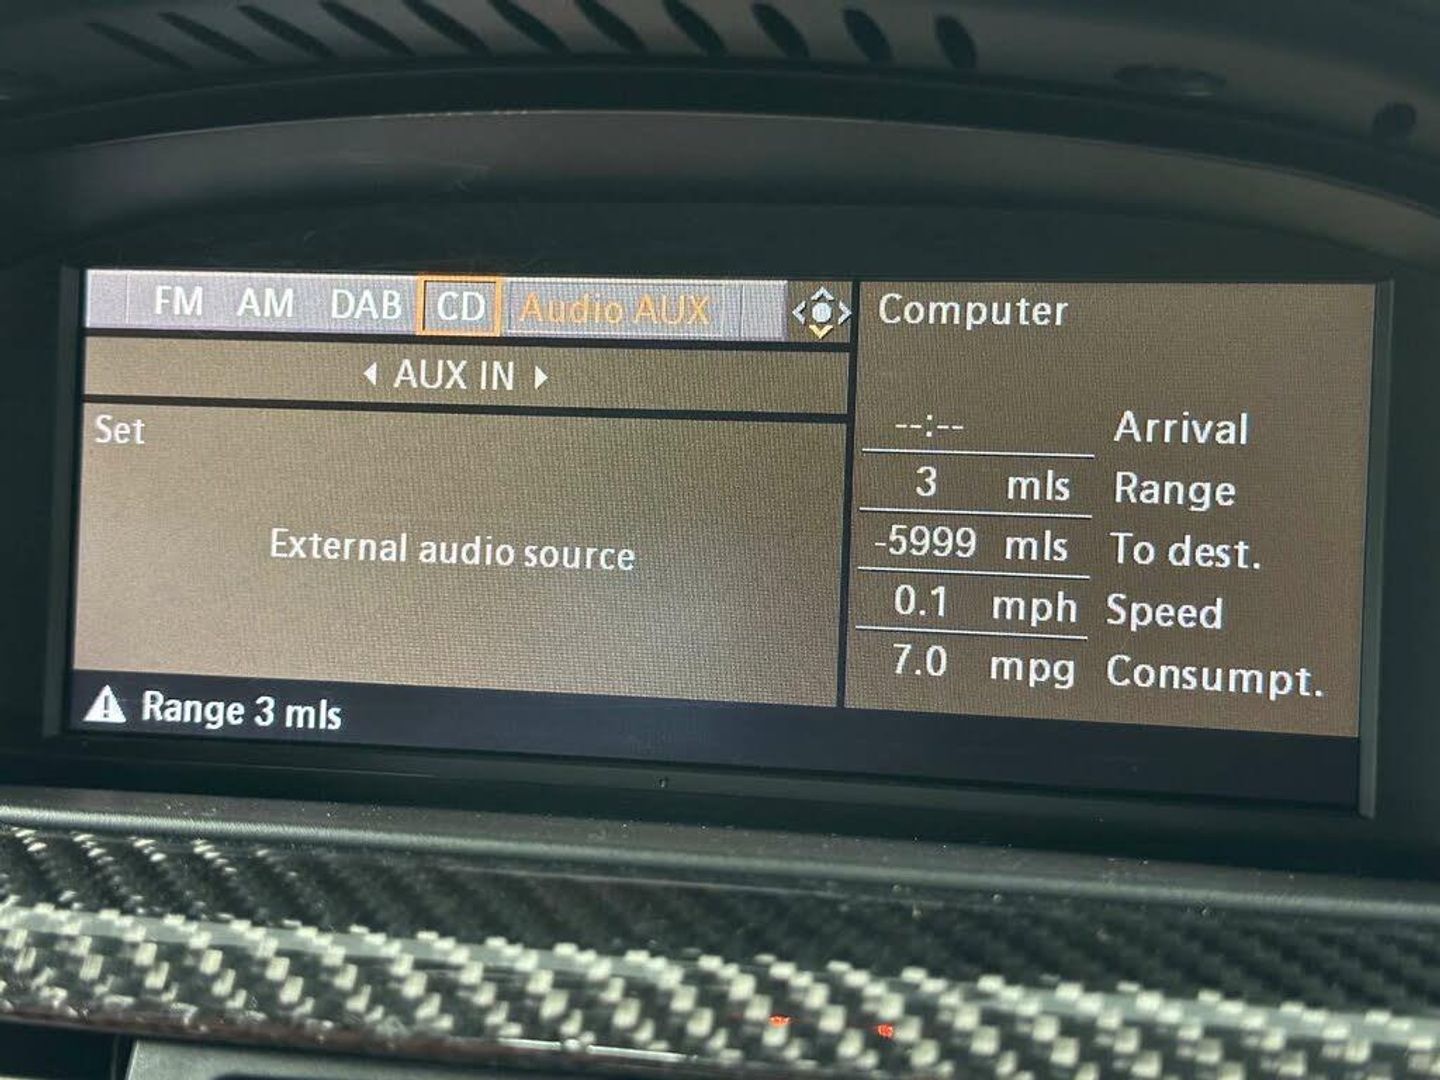 FM AM DAB CD Audio AUX
AUX IN
Set
External audio source
Range 3 mls
Computer
--:-- Arrival
3 mls Range
-5999 mls To dest.
0.1 mph Speed
7.0 mpg Consumpt.